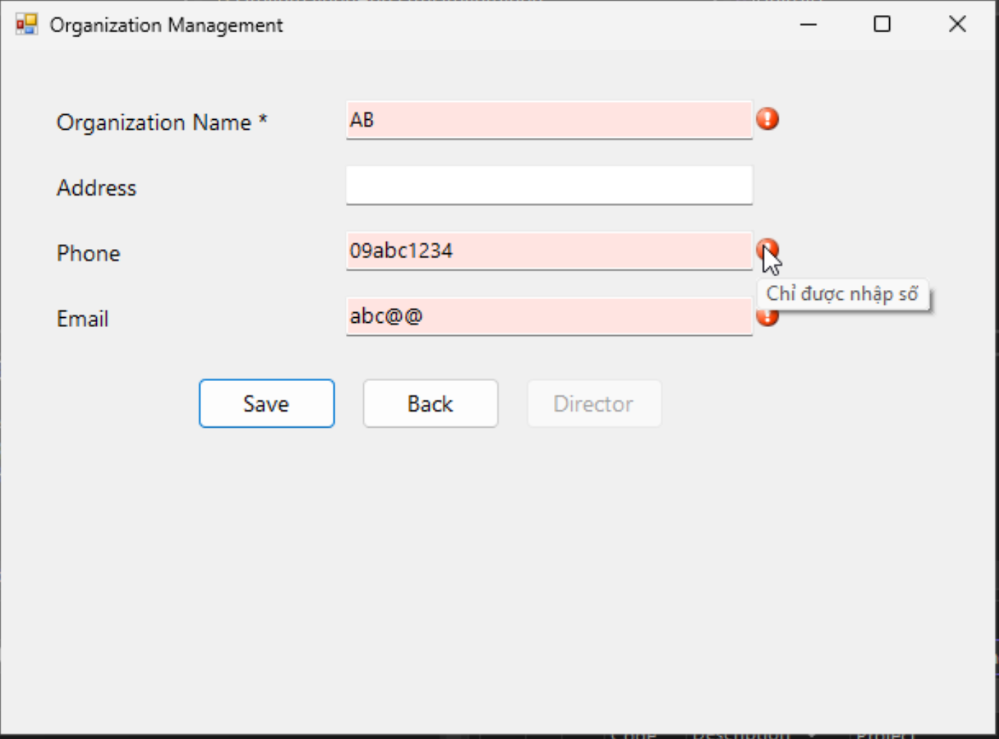 Organization Management
Organization Name *
AB
Address
Phone
09abc1234
Chỉ được nhập số
Email
abc@@
Save
Back
Director